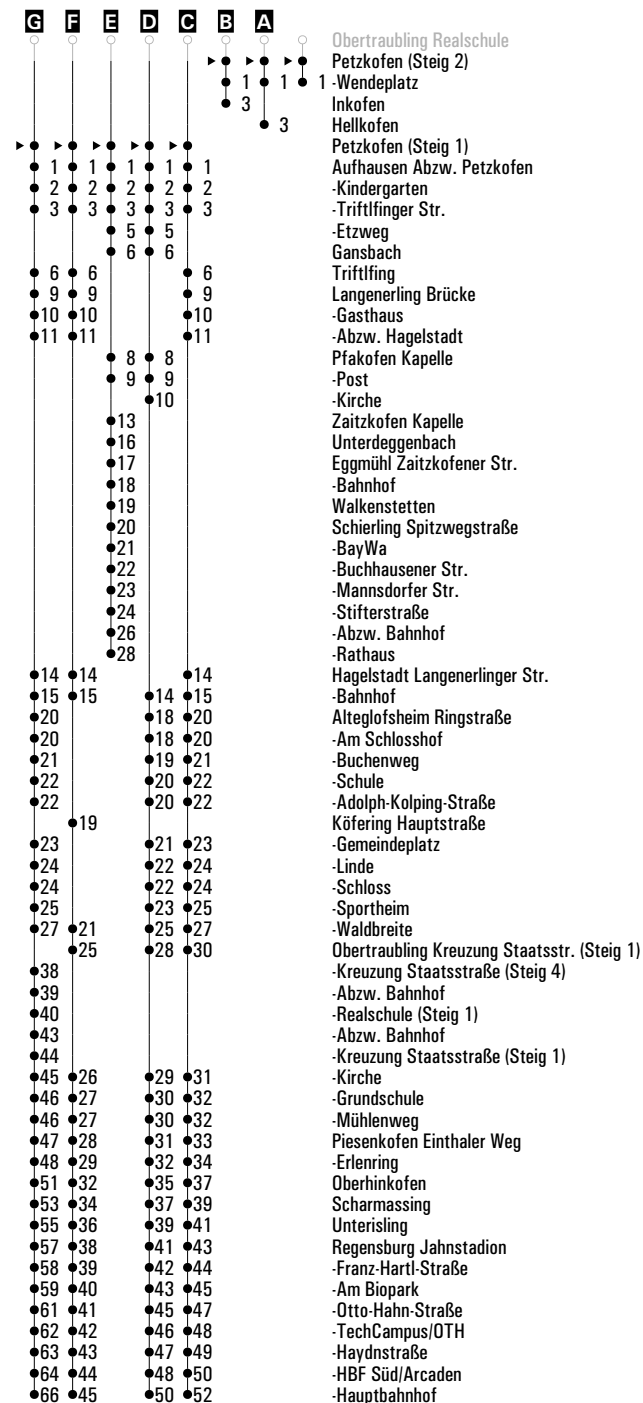 G F E D C B A
Obertraubling Realschule
Petzkofen (Steig 2)
1 1 1 -Wendeplatz
3 Inkofen
3 Hellkofen
Petzkofen (Steig 1)
1 1 1 1 1 Aufhausen Abzw. Petzkofen
2 2 2 2 2 -Kindergarten
3 3 3 3 3 -Triftlfinger Str.
5 5 -Etzweg
6 6 Gansbach
6 6 6 Triftlfing
9 9 9 Langenerling Brücke
10 10 10 -Gasthaus
11 11 11 -Abzw. Hagelstadt
8 8 Pfakofen Kapelle
9 9 -Post
10 -Kirche
13 Zaitzkofen Kapelle
16 Unterdeggenbach
17 Eggmühl Zaitzkofener Str.
18 -Bahnhof
19 Walkenstetten
20 Schierling Spitzwegstraße
21 -BayWa
22 -Buchhausener Str.
23 -Mannsdorfer Str.
24 -Stifterstraße
26 -Abzw. Bahnhof
28 -Rathaus
14 14 14 Hagelstadt Langenerlinger Str.
15 15 14 15 -Bahnhof
20 18 20 Alteglofsheim Ringstraße
20 18 20 -Am Schlosshof
21 19 21 -Buchenweg
22 20 22 -Schule
22 20 22 -Adolph-Kolping-Straße
19 Köfering Hauptstraße
23 21 23 -Gemeindeplatz
24 22 24 -Linde
24 22 24 -Schloss
25 23 25 -Sportheim
27 21 25 27 -Waldbreite
25 28 30 Obertraubling Kreuzung Staatsstr. (Steig 1)
38 -Kreuzung Staatsstraße (Steig 4)
39 -Abzw. Bahnhof
40 -Realschule (Steig 1)
43 -Abzw. Bahnhof
44 -Kreuzung Staatsstraße (Steig 1)
45 26 29 31 -Kirche
46 27 30 32 -Grundschule
46 27 30 32 -Mühlenweg
47 28 31 33 Piesenkofen Einthaler Weg
48 29 32 34 -Erlenring
51 32 35 37 Oberhinkofen
53 34 37 39 Scharmassing
55 36 39 41 Unterisling
57 38 41 43 Regensburg Jahnstadion
58 39 42 44 -Franz-Hartl-Straße
59 40 43 45 -Am Biopark
61 41 45 47 -Otto-Hahn-Straße
62 42 46 48 -TechCampus/OTH
63 43 47 49 -Haydnstraße
64 44 48 50 -HBF Süd/Arcaden
66 45 50 52 -Hauptbahnhof